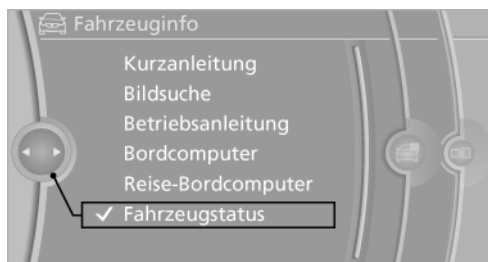 Fahrzeuginfo
Kurzanleitung
Bildsuche
Betriebsanleitung
Bordcomputer
Reise-Bordcomputer
Fahrzeugstatus